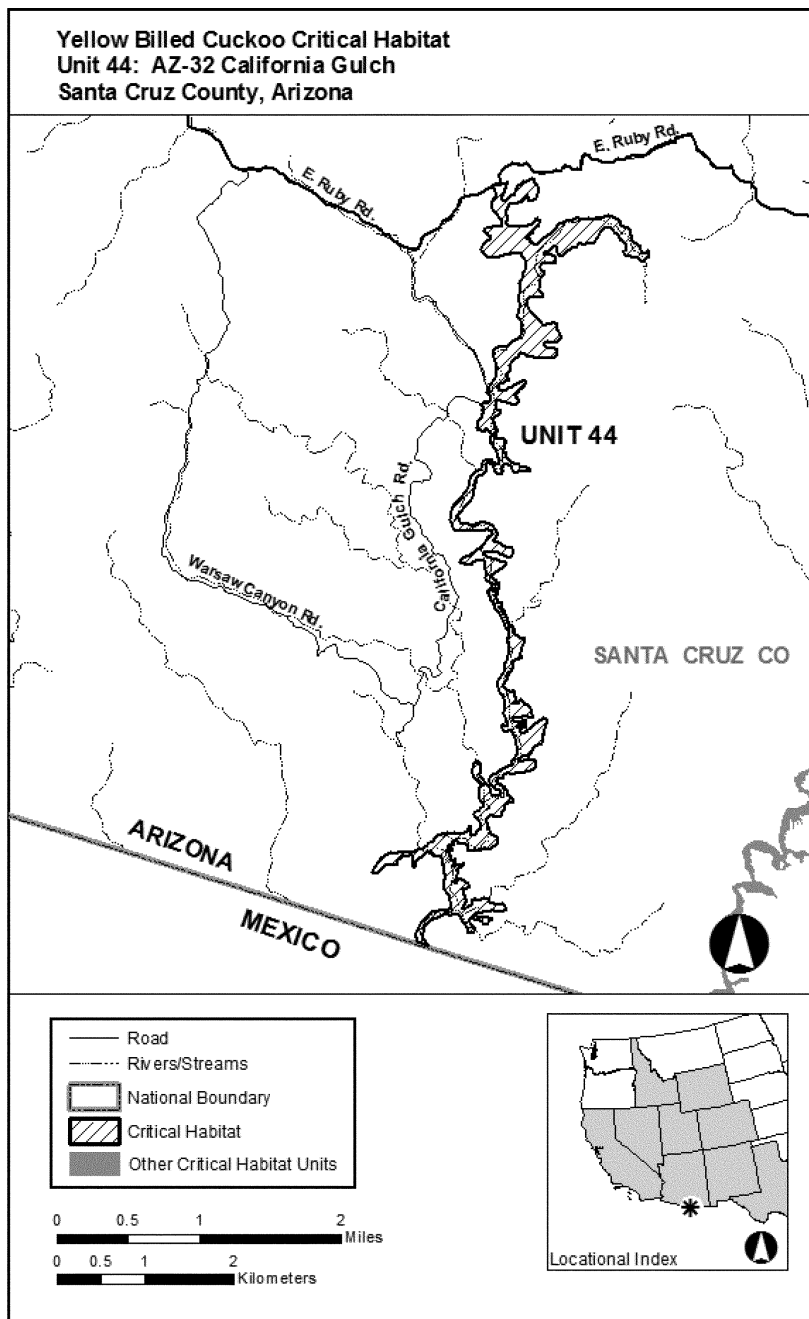 Yellow Billed Cuckoo Critical Habitat
Unit 44: AZ-32 California Gulch
Santa Cruz County, Arizona
E. Ruby Rd.
E. Ruby Rd.
UNIT 44
California Gulch Rd.
Warsaw Canyon Rd.
SANTA CRUZ CO
ARIZONA
MEXICO
Road
Rivers/Streams
National Boundary
Critical Habitat
Other Critical Habitat Units
0 0.5 1 2
Miles
0 0.5 1 2
Kilometers
Locational Index